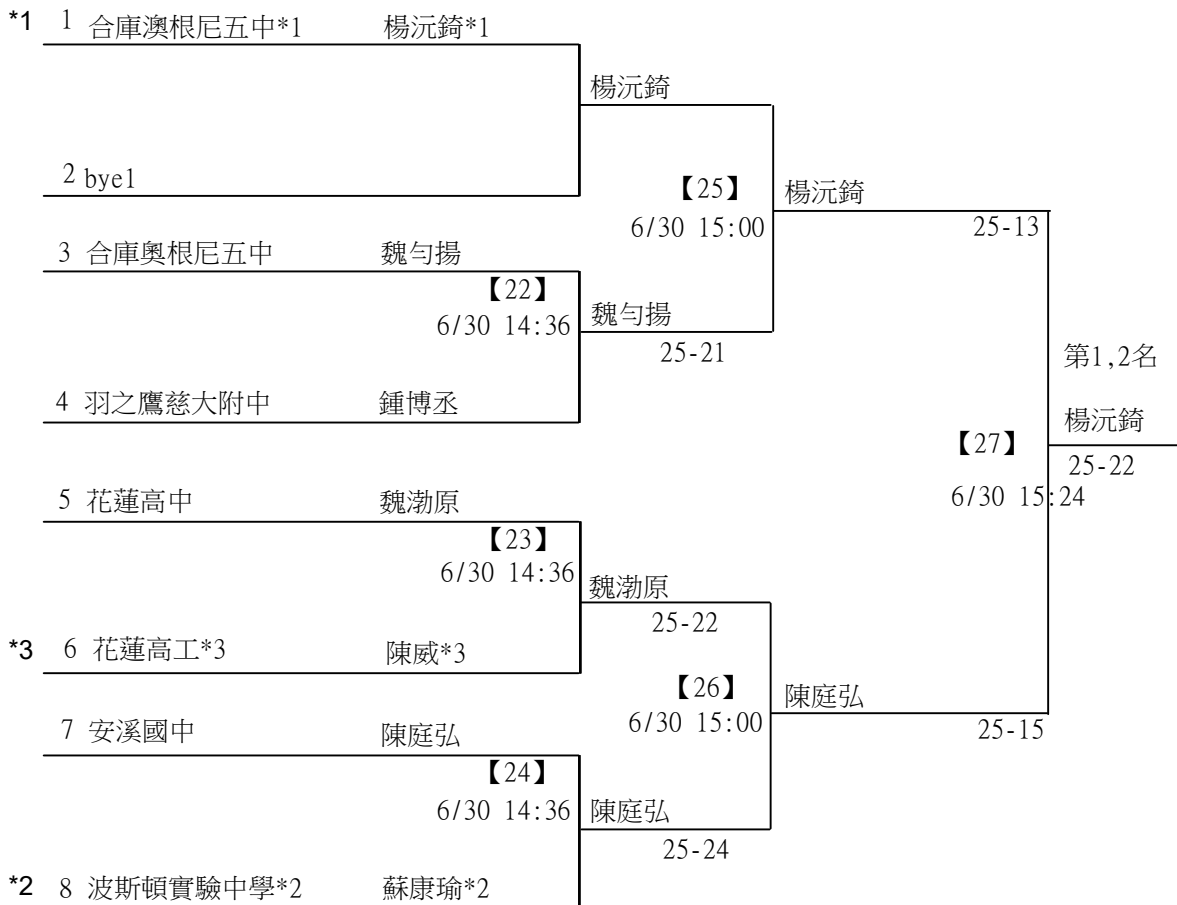 *1 1 合庫澳根尼五中*1 楊沅錡*1
楊沅錡
2 bye1
【25】 楊沅錡
6/30 15:00 25-13
3 合庫奧根尼五中 魏勻揚
【22】
6/30 14:36 魏勻揚
25-21
第1,2名
4 羽之鷹慈大附中 鍾博丞
楊沅錡
【27】
25-22
6/30 15:24
5 花蓮高中 魏渤原
【23】
6/30 14:36
魏渤原
25-22
*3 6 花蓮高工*3 陳威*3
【26】 陳庭弘
6/30 15:00 25-15
7 安溪國中 陳庭弘
【24】
6/30 14:36 陳庭弘
25-24
*2 8 波斯頓實驗中學*2 蘇康瑜*2